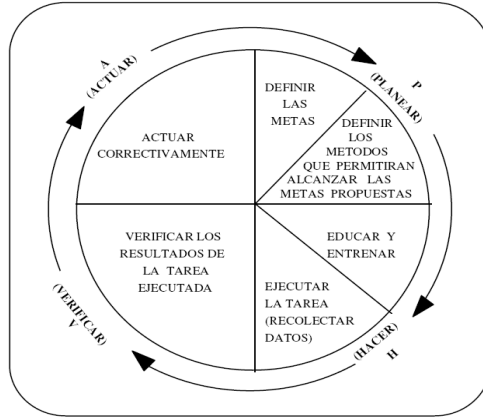 A
(ACTUAR)
P
(PLANEAR)
DEFINIR
LAS
METAS
DEFINIR
LOS
METODOS
QUE PERMITIRAN
ALCANZAR LAS
METAS PROPUESTAS
ACTUAR
CORRECTIVAMENTE
VERIFICAR LOS
RESULTADOS DE
LA TAREA
EJECUTADA
EDUCAR Y
ENTRENAR
EJECUTAR
LA TAREA
(RECOLECTAR
DATOS)
(VERIFICAR)
V
(HACER)
H